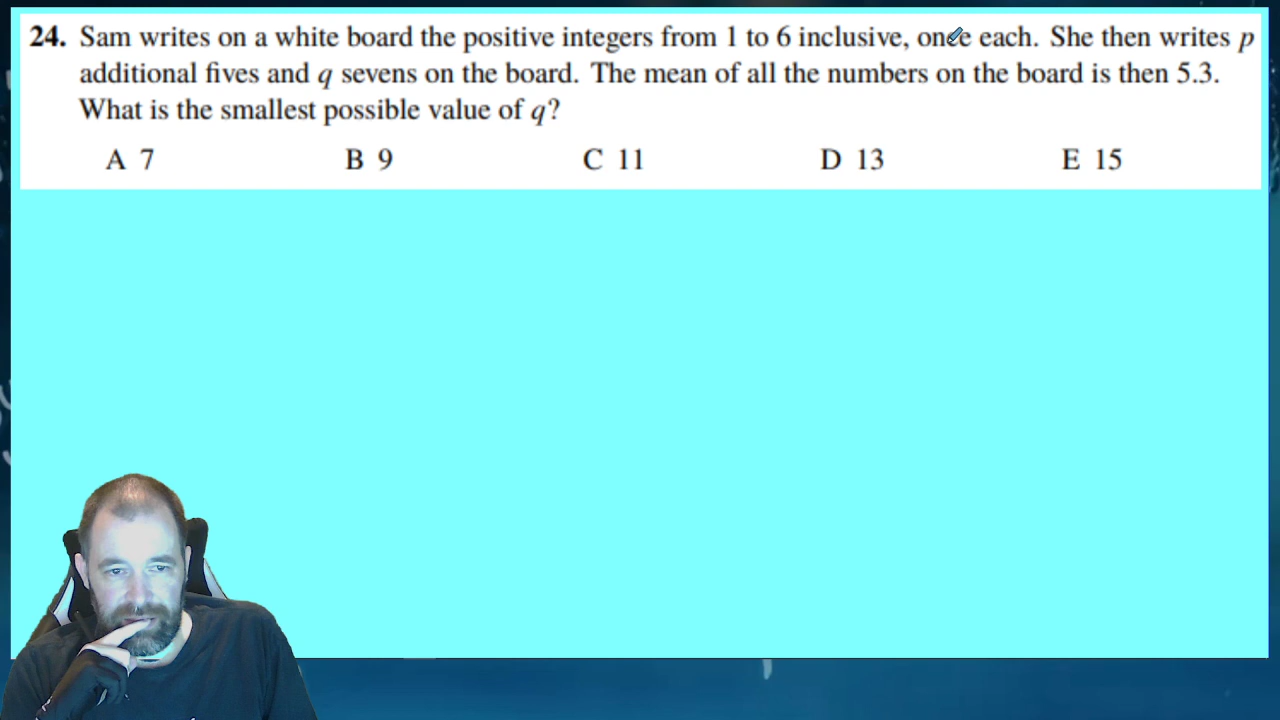 24. Sam writes on a white board the positive integers from 1 to 6 inclusive, once each. She then writes p
additional fives and q sevens on the board. The mean of all the numbers on the board is then 5.3.
What is the smallest possible value of q?
A 7 B 9 C 11 D 13 E 15